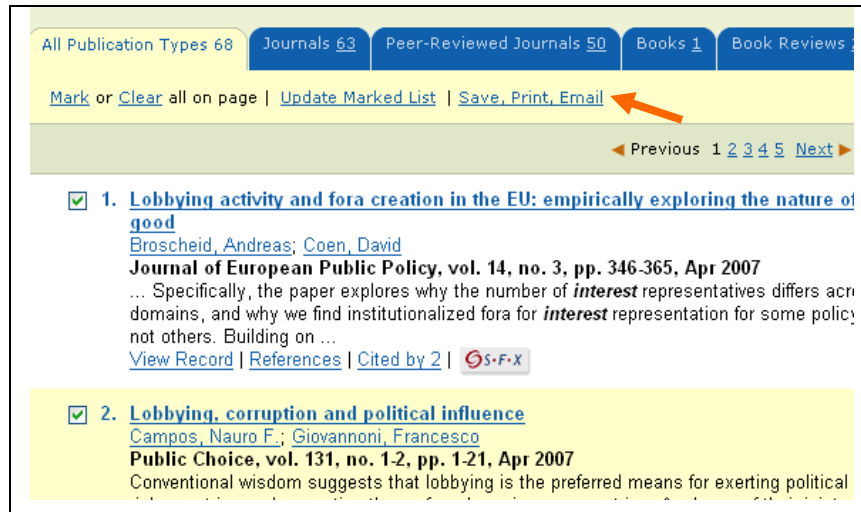 All Publication Types 68 Journals 63 Peer-Reviewed Journals 50 Books 1 Book Reviews
Mark or Clear all on page | Update Marked List | Save, Print, Email
Previous 1 2 3 4 5 Next
1. Lobbying activity and fora creation in the EU: empirically exploring the nature of
good
Broscheid, Andreas; Coen, David
Journal of European Public Policy, vol. 14, no. 3, pp. 346-365, Apr 2007
... Specifically, the paper explores why the number of interest representatives differs acr
domains, and why we find institutionalized fora for interest representation for some policy
not others. Building on ...
View Record | References | Cited by 2 | S·F·X
2. Lobbying, corruption and political influence
Campos, Nauro F.; Giovannoni, Francesco
Public Choice, vol. 131, no. 1-2, pp. 1-21, Apr 2007
Conventional wisdom suggests that lobbying is the preferred means for exerting political